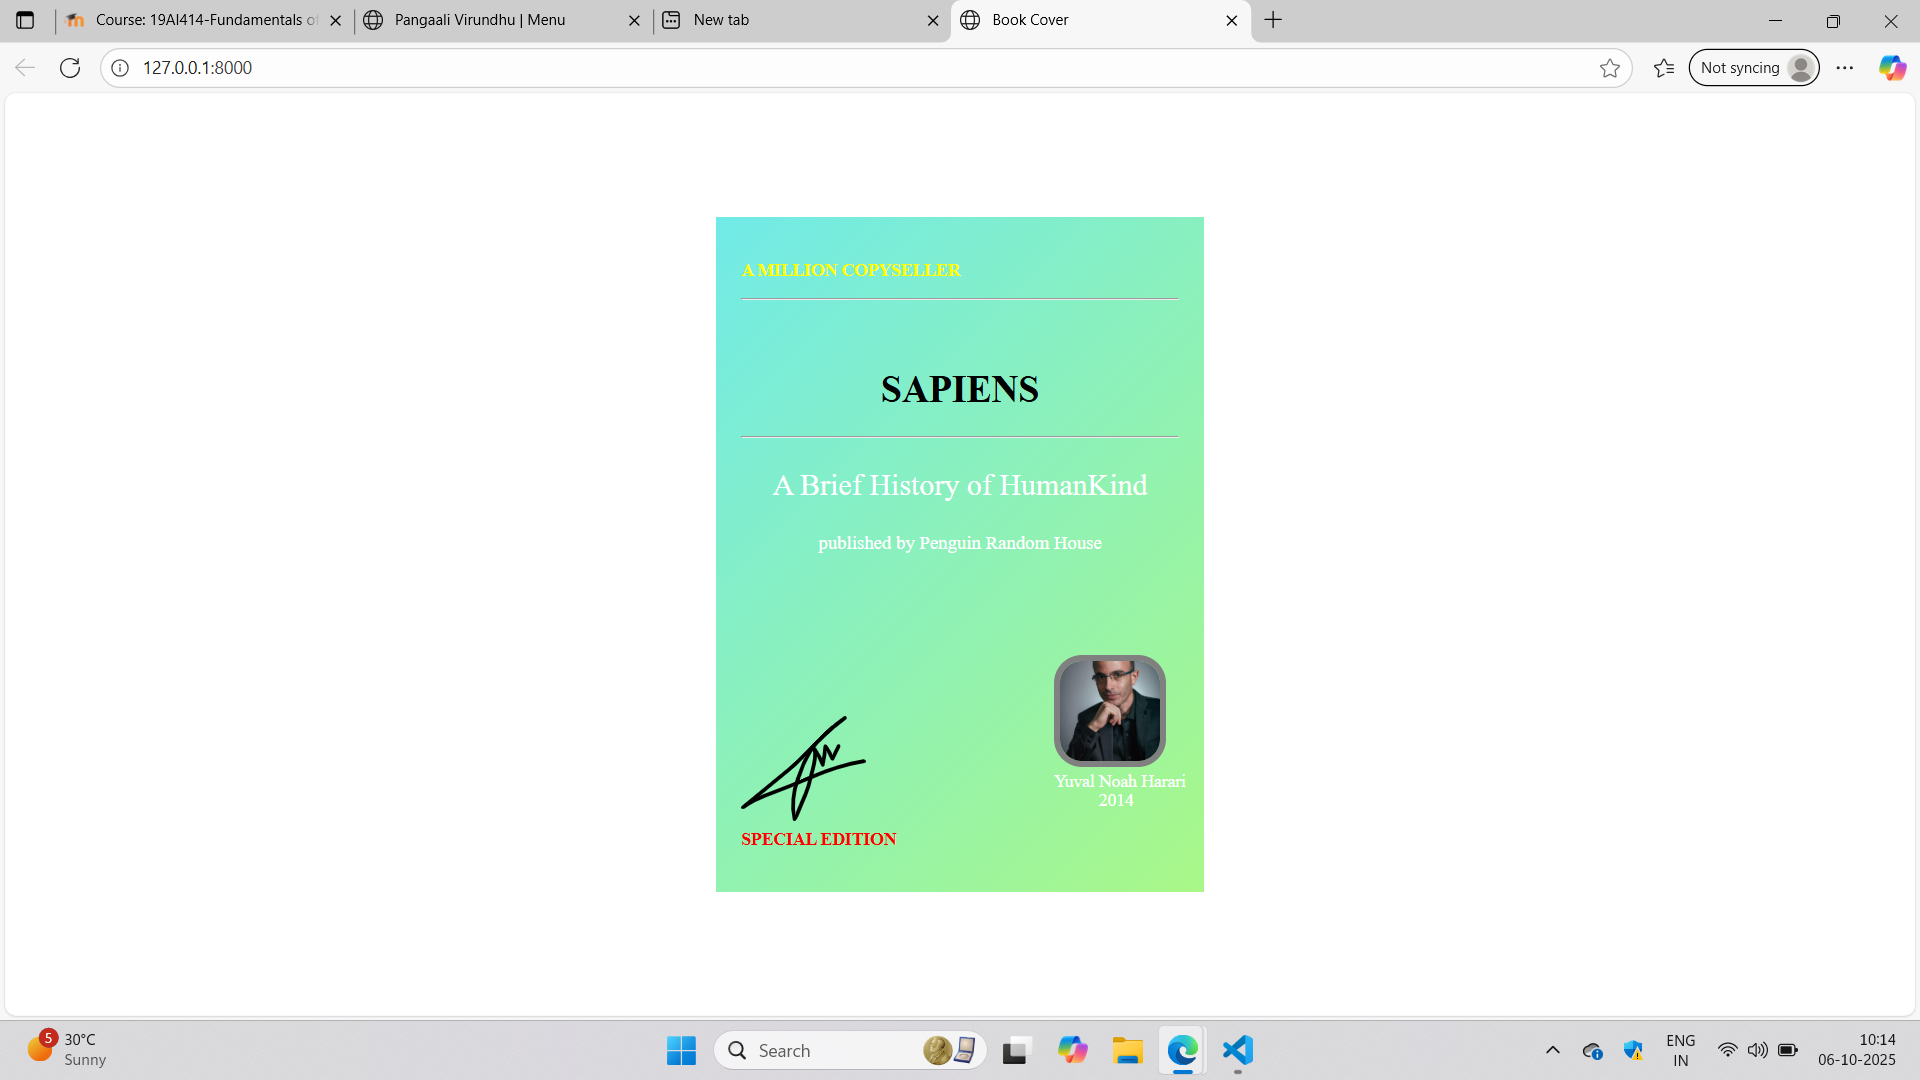 Course: 19AI414-Fundamentals of
Pangaali Virundhu | Menu
New tab
Book Cover
127.0.0.1:8000
Not syncing
A MILLION COPYSELLER
SAPIENS
A Brief History of HumanKind
published by Penguin Random House
Yuval Noah Harari
2014
SPECIAL EDITION
5
30°C
Sunny
Search
ENG
IN
10:14
06-10-2025